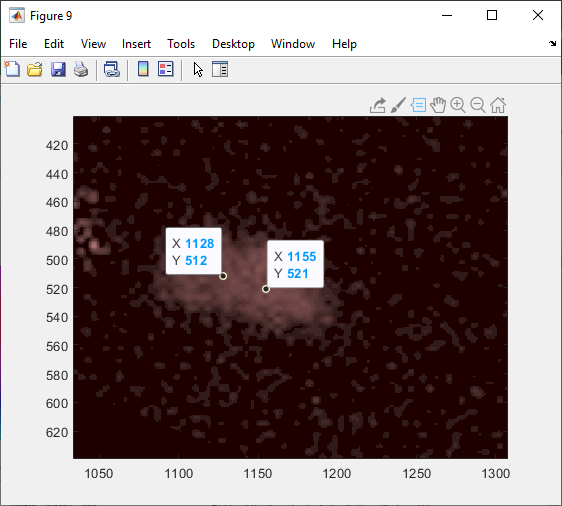 Figure 9
File Edit View Insert Tools Desktop Window Help
420
440
460
480
500
520
540
560
580
600
620
X 1128
Y 512
X 1155
Y 521
1050 1100 1150 1200 1250 1300